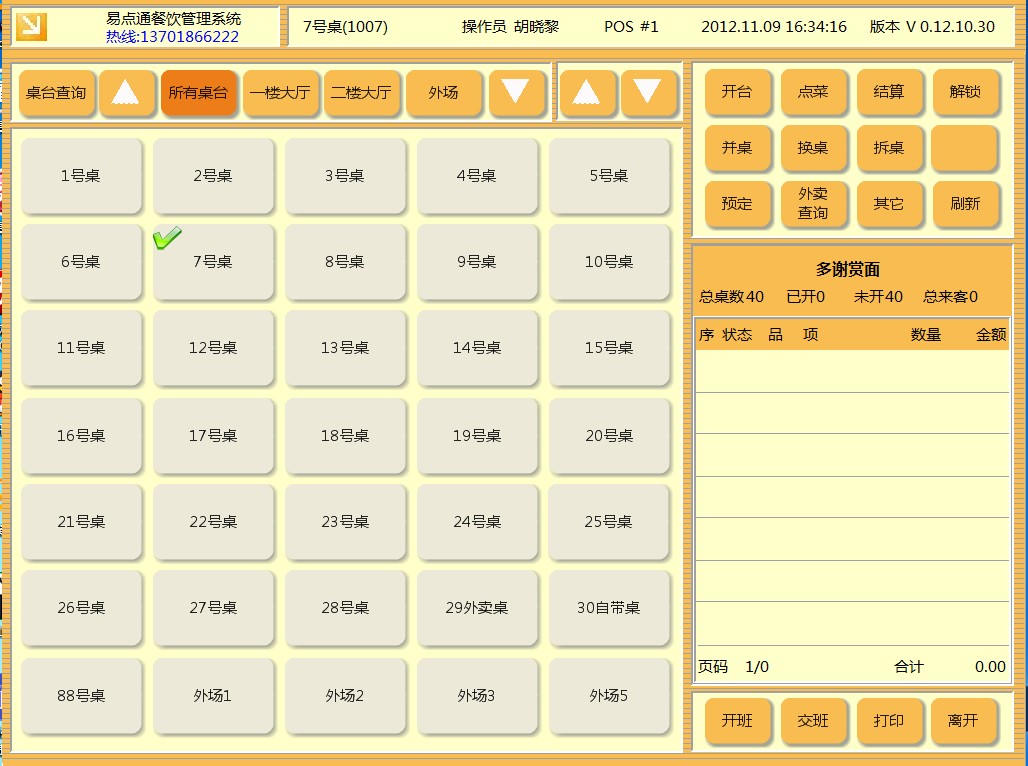 易点通餐饮管理系统
热线:13701866222
7号桌(1007) 操作员 胡晓黎 POS #1 2012.11.09 16:34:16 版本 V 0.12.10.30
桌台查询 所有桌台 一楼大厅 二楼大厅 外场
1号桌 2号桌 3号桌 4号桌 5号桌
6号桌 7号桌 8号桌 9号桌 10号桌
11号桌 12号桌 13号桌 14号桌 15号桌
16号桌 17号桌 18号桌 19号桌 20号桌
21号桌 22号桌 23号桌 24号桌 25号桌
26号桌 27号桌 28号桌 29外卖桌 30自带桌
88号桌 外场1 外场2 外场3 外场5
开台 点菜 结算 解锁
并桌 换桌 拆桌
预定 外卖查询 其它 刷新
多谢赏面
总桌数40 已开0 未开40 总来客0
序 状态 品 项 数量 金额
页码 1/0 合计 0.00
开班 交班 打印 离开